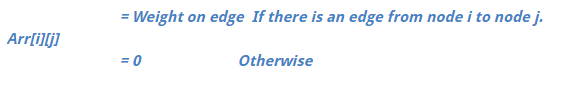 = Weight on edge If there is an edge from node i to node j.
Arr[i][j]
= 0 Otherwise